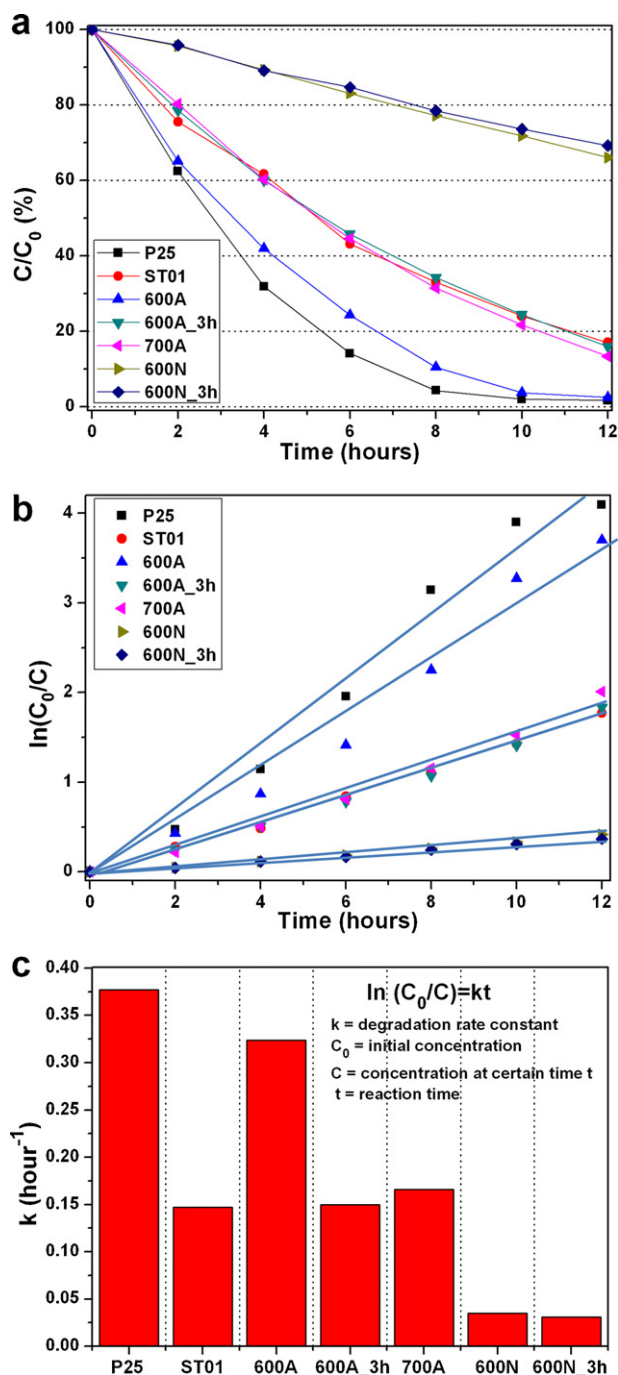 a
100
80
60
40
20
0
C/C0 (%)
P25
ST01
600A
600A_3h
700A
600N
600N_3h
0 2 4 6 8 10 12
Time (hours)
b
4
3
2
1
0
ln(C0/C)
P25
ST01
600A
600A_3h
700A
600N
600N_3h
0 2 4 6 8 10 12
Time (hours)
c
0.40
0.35
0.30
0.25
0.20
0.15
0.10
0.05
0.00
k (hour-1)
ln (C0/C)=kt
k = degradation rate constant
C0 = initial concentration
C = concentration at certain time t
t = reaction time
P25 ST01 600A 600A_3h 700A 600N 600N_3h